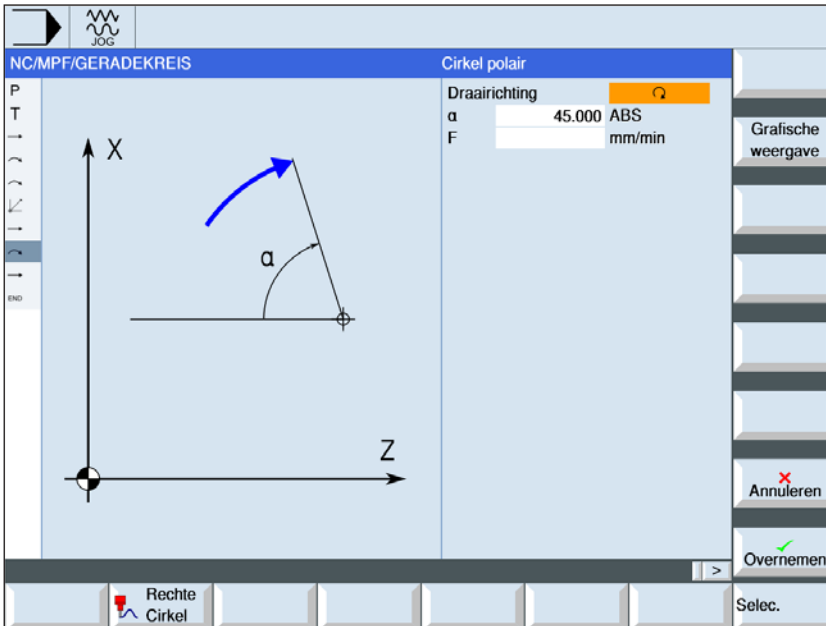 JOG
NC/MPF/GERADEKREIS
Cirkel polair
P
T
END
X
α
Z
Draairichting
α 45.000 ABS
F mm/min
Grafische
weergave
Annuleren
Overnemen
>
Rechte
Cirkel
Selec.